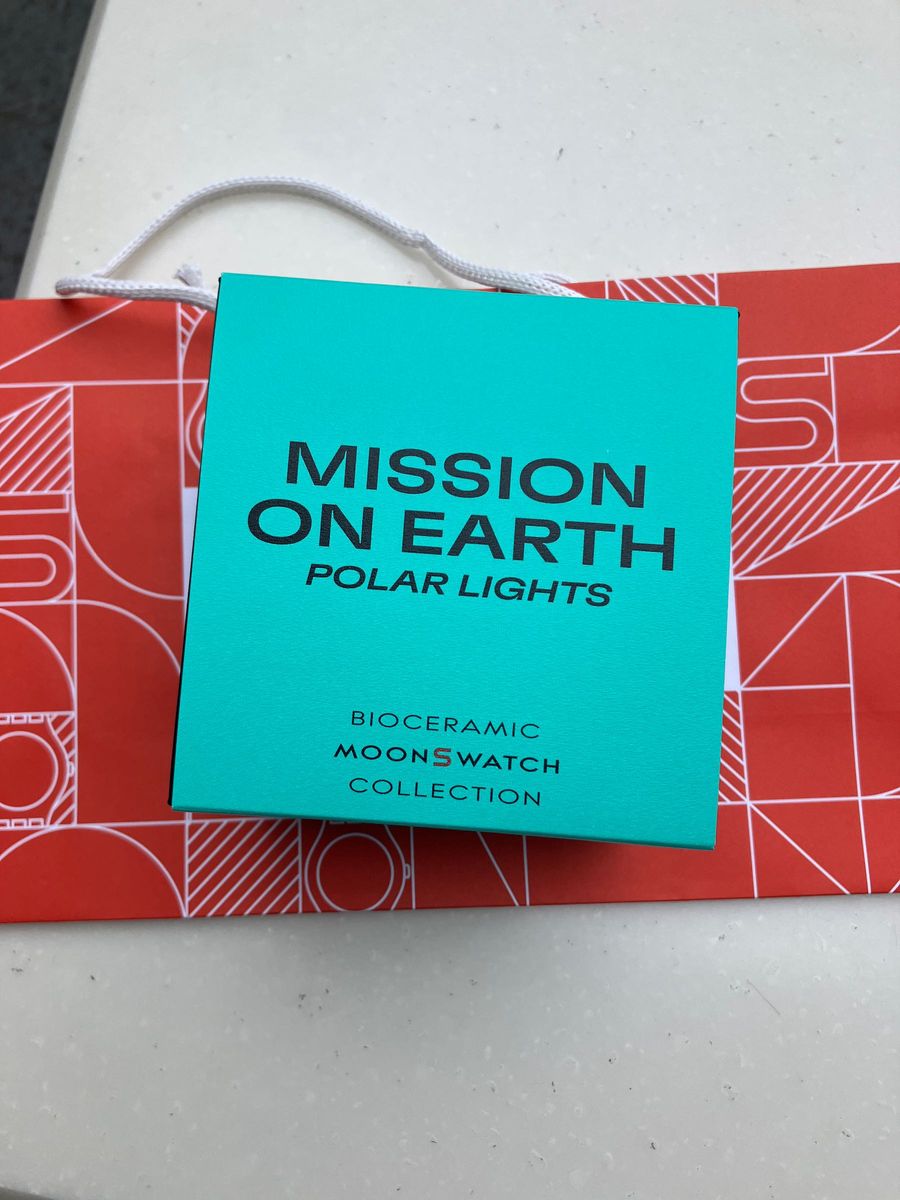 MISSION
ON EARTH
POLAR LIGHTS
BIOCERAMIC
MOONSWATCH
COLLECTION